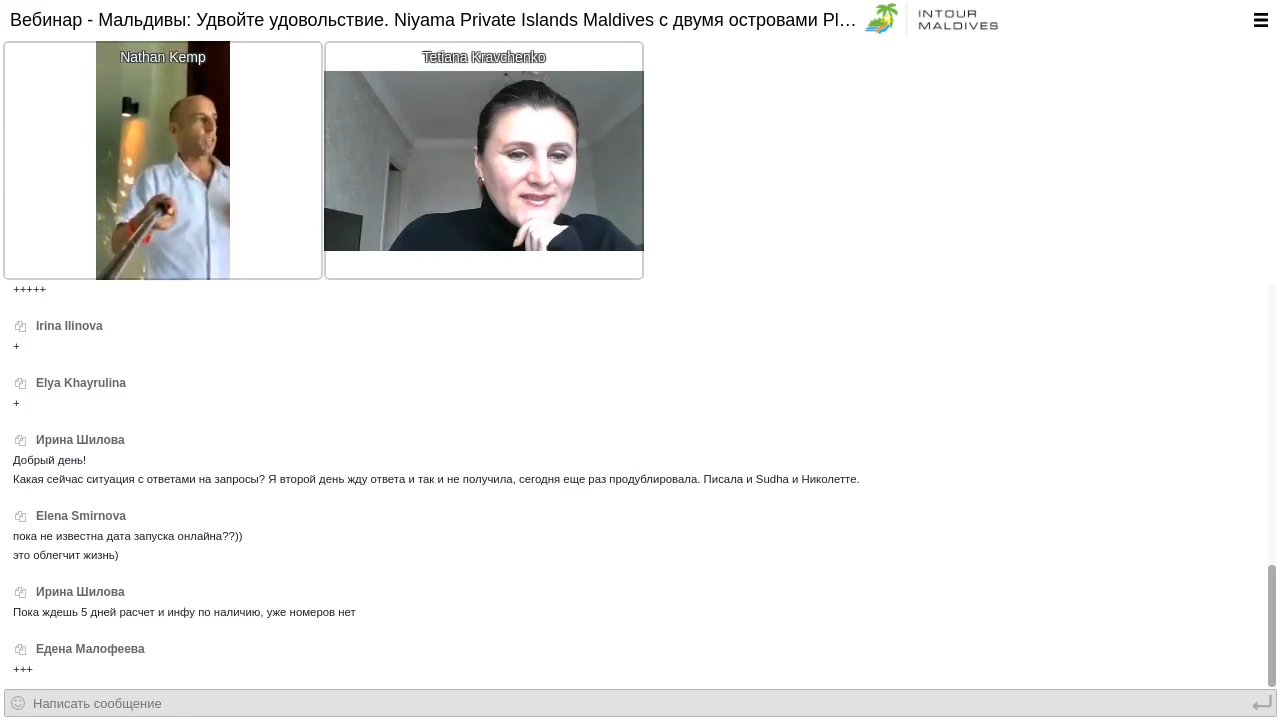 Вебинар - Мальдивы: Удвойте удовольствие. Niyama Private Islands Maldives с двумя островами Pl…
INTOUR
MALDIVES
Nathan Kemp
Tetiana Kravchenko
+++++
Irina Ilinova
+
Elya Khayrulina
+
Ирина Шилова
Добрый день!
Какая сейчас ситуация с ответами на запросы? Я второй день жду ответа и так и не получила, сегодня еще раз продублировала. Писала и Sudha и Николетте.
Elena Smirnova
пока не известна дата запуска онлайна??))
это облегчит жизнь)
Ирина Шилова
Пока ждешь 5 дней расчет и инфу по наличию, уже номеров нет
Едена Малофеева
+++
Написать сообщение